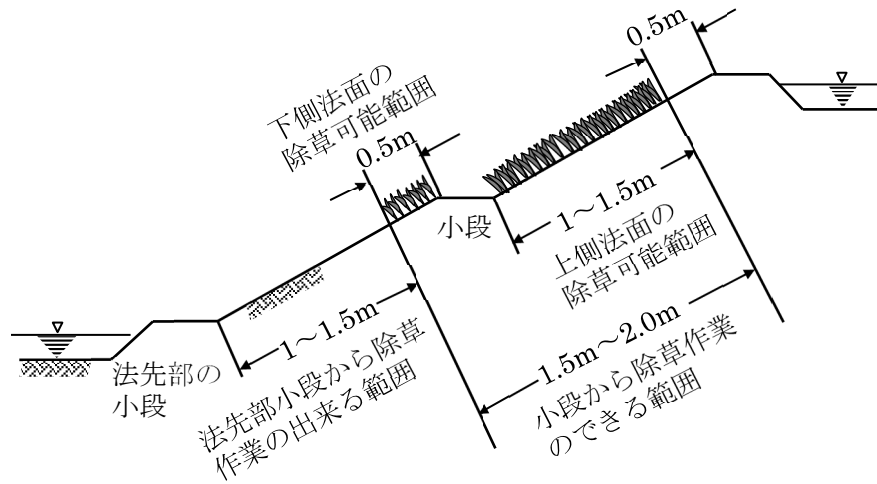 0.5m
下側法面の
除草可能範囲
0.5m
小段
1～1.5m
上側法面の
除草可能範囲
1～1.5m
法先部の
小段
法先部小段から除草
作業の出来る範囲
1.5m～2.0m
小段から除草作業
のできる範囲